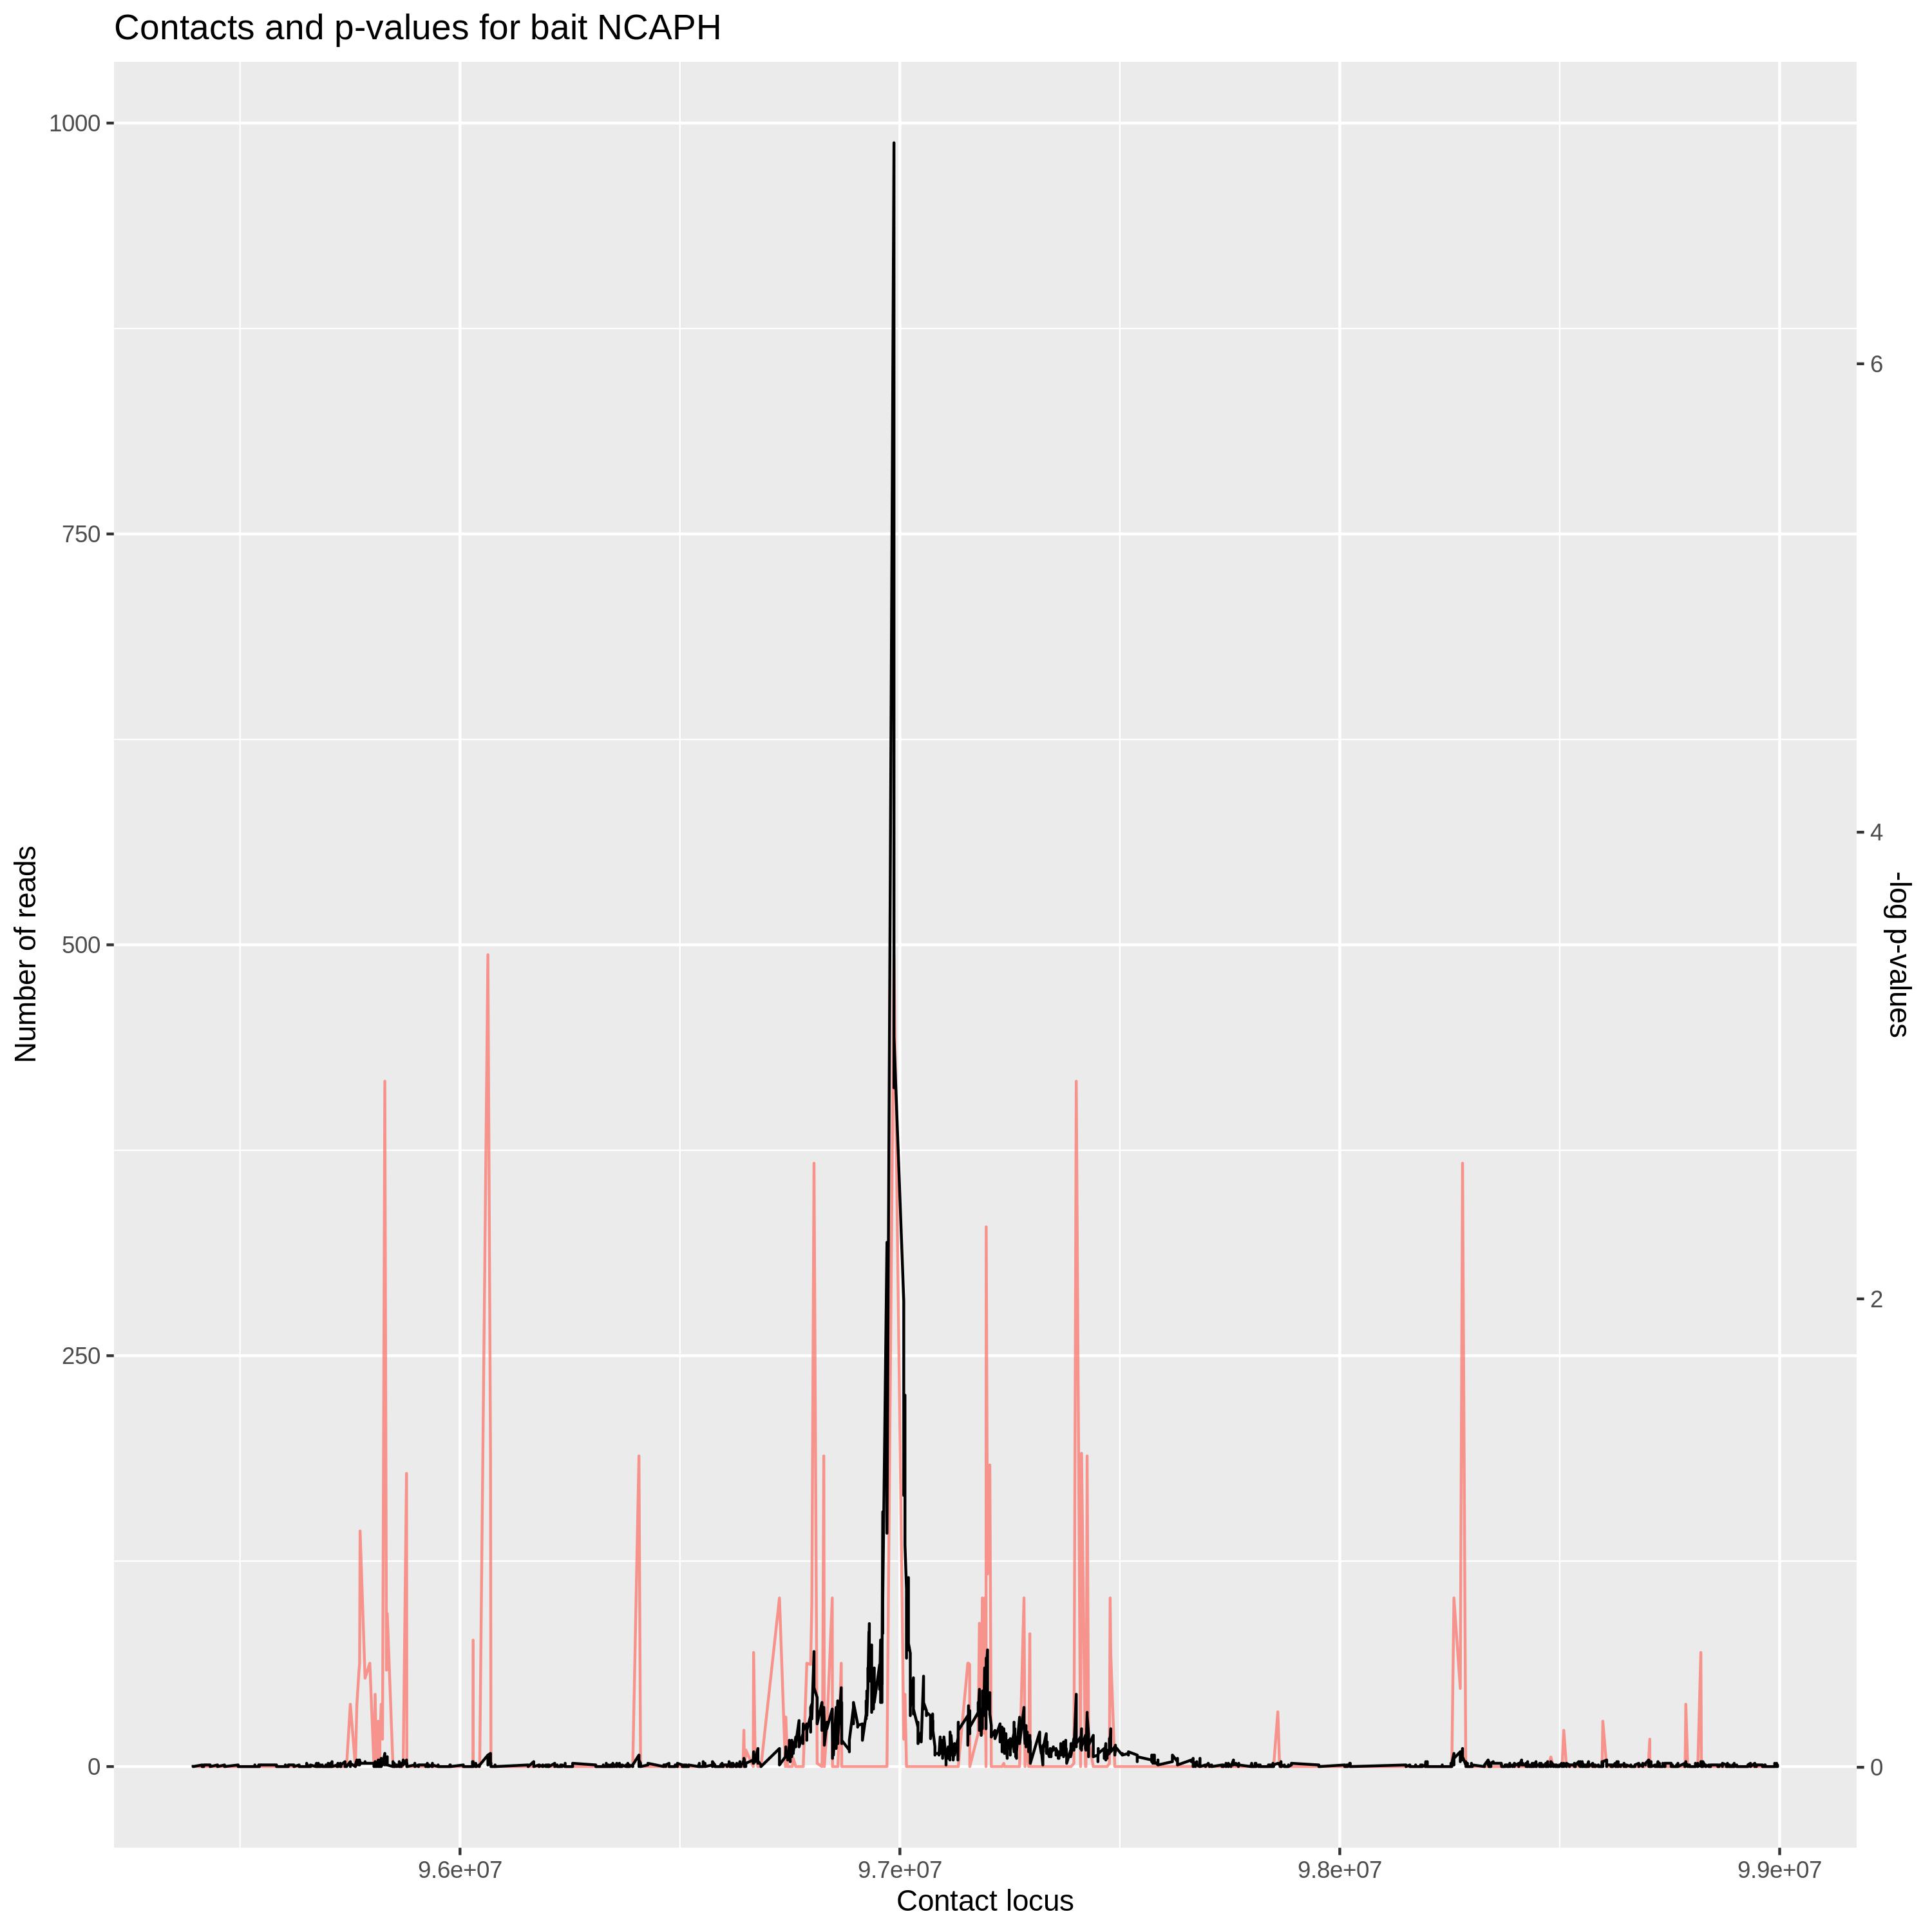 Contacts and p-values for bait NCAPH
1000
750
500
250
0
Number of reads
6
4
2
0
-log p-values
9.6e+07
9.7e+07
9.8e+07
9.9e+07
Contact locus